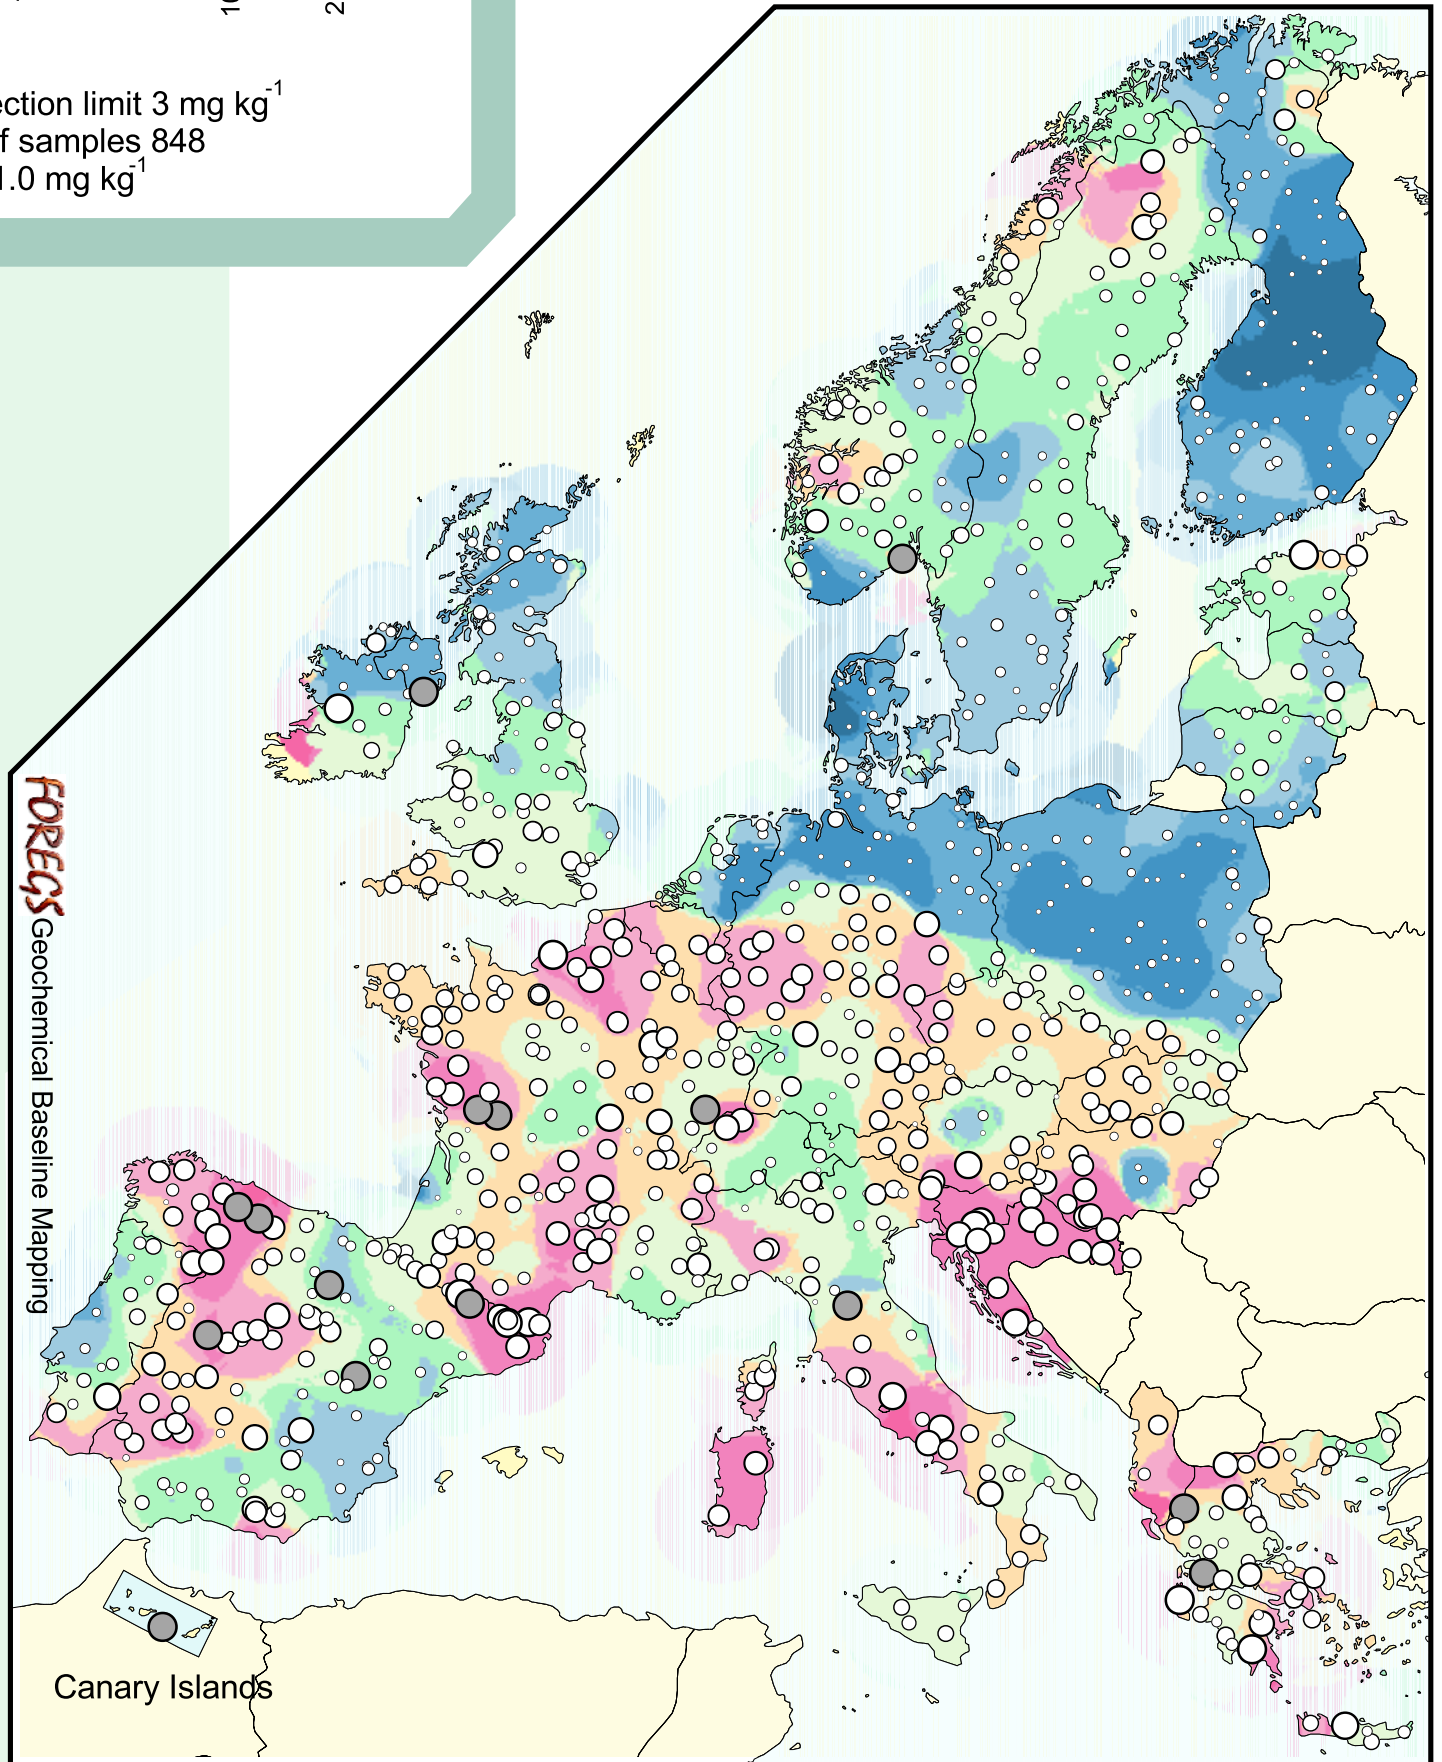 ection limit 3 mg kg-1
f samples 848
1.0 mg kg-1
FOREGS Geochemical Baseline Mapping
Canary Islands